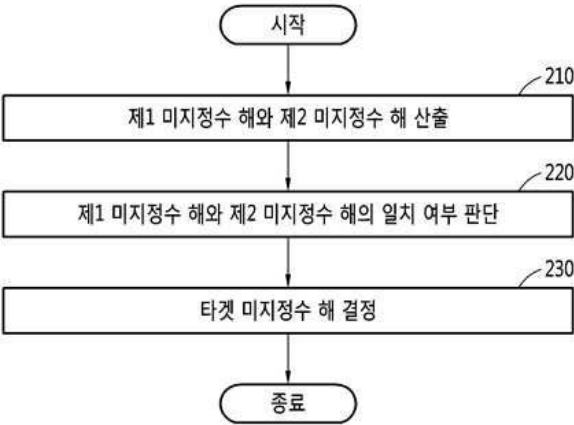 시작
210
제1 미지정수 해와 제2 미지정수 해 산출
220
제1 미지정수 해와 제2 미지정수 해의 일치 여부 판단
230
타겟 미지정수 해 결정
종료